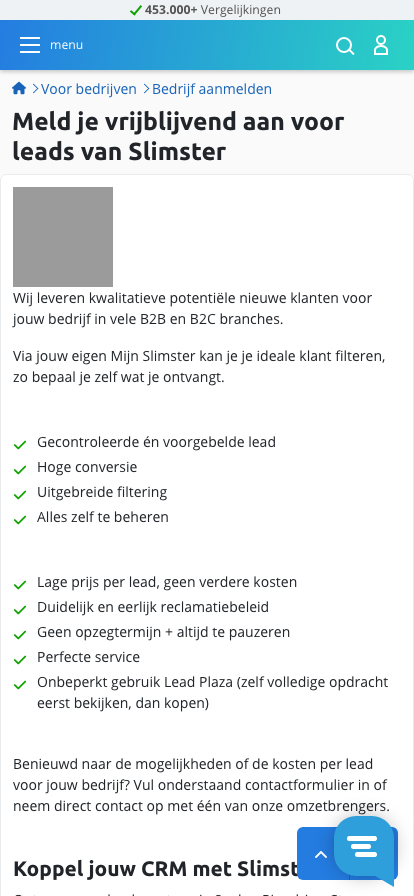 453.000+ Vergelijkingen
menu
Voor bedrijven Bedrijf aanmelden
Meld je vrijblijvend aan voor
leads van Slimster
Wij leveren kwalitatieve potentiële nieuwe klanten voor
jouw bedrijf in vele B2B en B2C branches.
Via jouw eigen Mijn Slimster kan je je ideale klant filteren,
zo bepaal je zelf wat je ontvangt.
Gecontroleerde én voorgebelde lead
Hoge conversie
Uitgebreide filtering
Alles zelf te beheren
Lage prijs per lead, geen verdere kosten
Duidelijk en eerlijk reclamatiebeleid
Geen opzegtermijn + altijd te pauzeren
Perfecte service
Onbeperkt gebruik Lead Plaza (zelf volledige opdracht
eerst bekijken, dan kopen)
Benieuwd naar de mogelijkheden of de kosten per lead
voor jouw bedrijf? Vul onderstaand contactformulier in of
neem direct contact op met één van onze omzetbrengers.
Koppel jouw CRM met Slimst